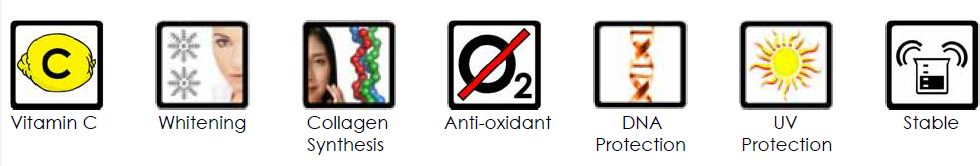 C
O2
Vitamin C
Whitening
Collagen
Synthesis
Anti-oxidant
DNA
Protection
UV
Protection
Stable